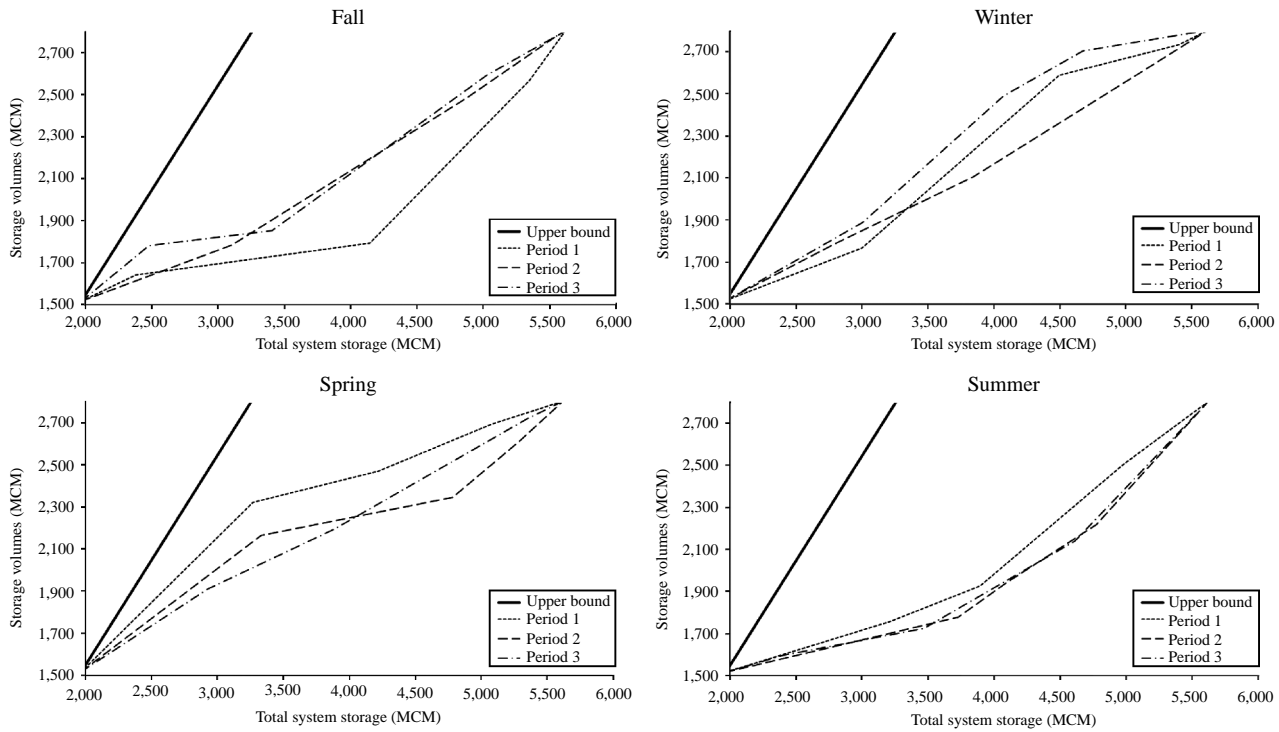 Fall
Storage volumes (MCM)
2,700
2,500
2,300
2,100
1,900
1,700
1,500
Upper bound
Period 1
Period 2
Period 3
2,000 2,500 3,000 3,500 4,000 4,500 5,000 5,500 6,000
Total system storage (MCM)
Winter
Storage volumes (MCM)
2,700
2,500
2,300
2,100
1,900
1,700
1,500
Upper bound
Period 1
Period 2
Period 3
2,000 2,500 3,000 3,500 4,000 4,500 5,000 5,500 6,000
Total system storage (MCM)
Spring
Storage volumes (MCM)
2,700
2,500
2,300
2,100
1,900
1,700
1,500
Upper bound
Period 1
Period 2
Period 3
2,000 2,500 3,000 3,500 4,000 4,500 5,000 5,500 6,000
Total system storage (MCM)
Summer
Storage volumes (MCM)
2,700
2,500
2,300
2,100
1,900
1,700
1,500
Upper bound
Period 1
Period 2
Period 3
2,000 2,500 3,000 3,500 4,000 4,500 5,000 5,500 6,000
Total system storage (MCM)